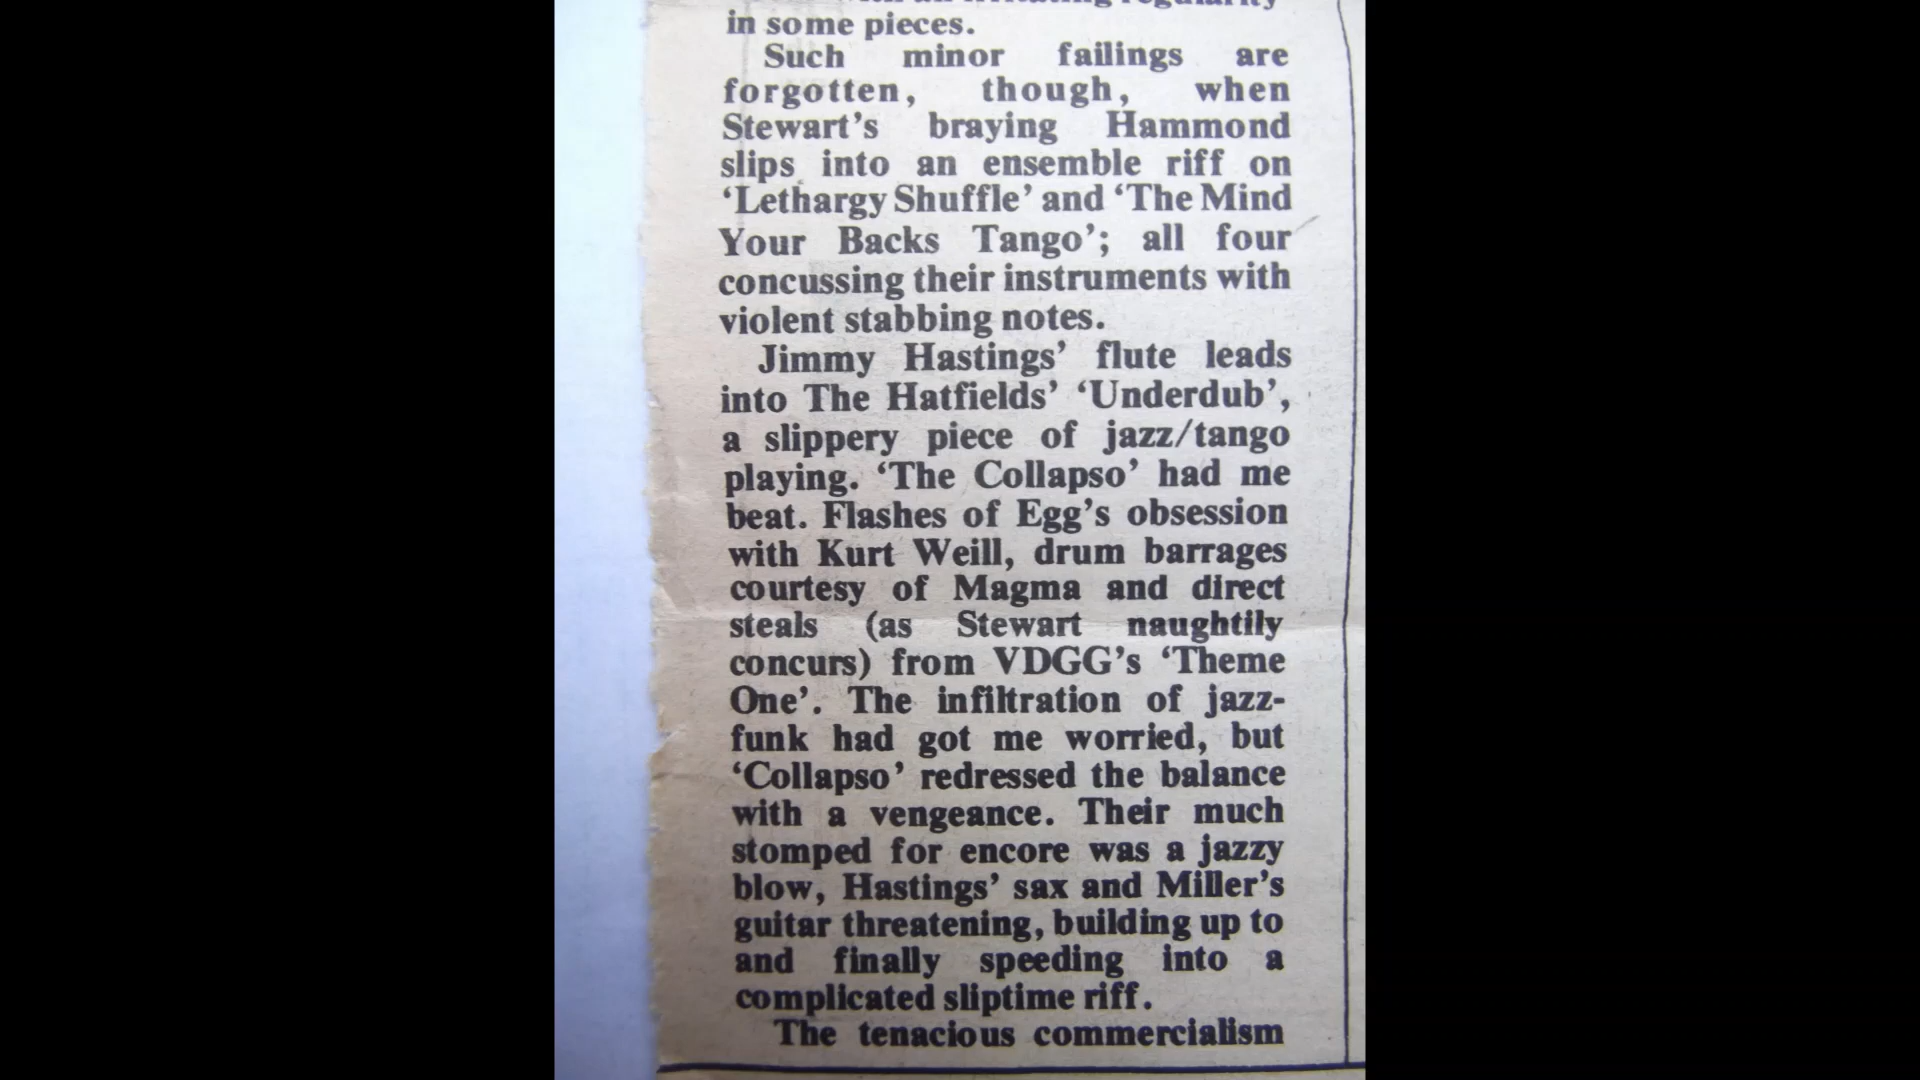 in some pieces.
Such minor failings are
forgotten, though, when
Stewart's braying Hammond
slips into an ensemble riff on
‘Lethargy Shuffle’ and ‘The Mind
Your Backs Tango’; all four
concussing their instruments with
violent stabbing notes.
Jimmy Hastings’ flute leads
into The Hatfields’ ‘Underdub’,
a slippery piece of jazz/tango
playing. ‘The Collapso’ had me
beat. Flashes of Egg’s obsession
with Kurt Weill, drum barrages
courtesy of Magma and direct
steals (as Stewart naughtily
concurs) from VDGG’s ‘Theme
One’. The infiltration of jazz-
funk had got me worried, but
‘Collapso’ redressed the balance
with a vengeance. Their much
stomped for encore was a jazzy
blow, Hastings’ sax and Miller’s
guitar threatening, building up to
and finally speeding into a
complicated sliptime riff.
The tenacious commercialism